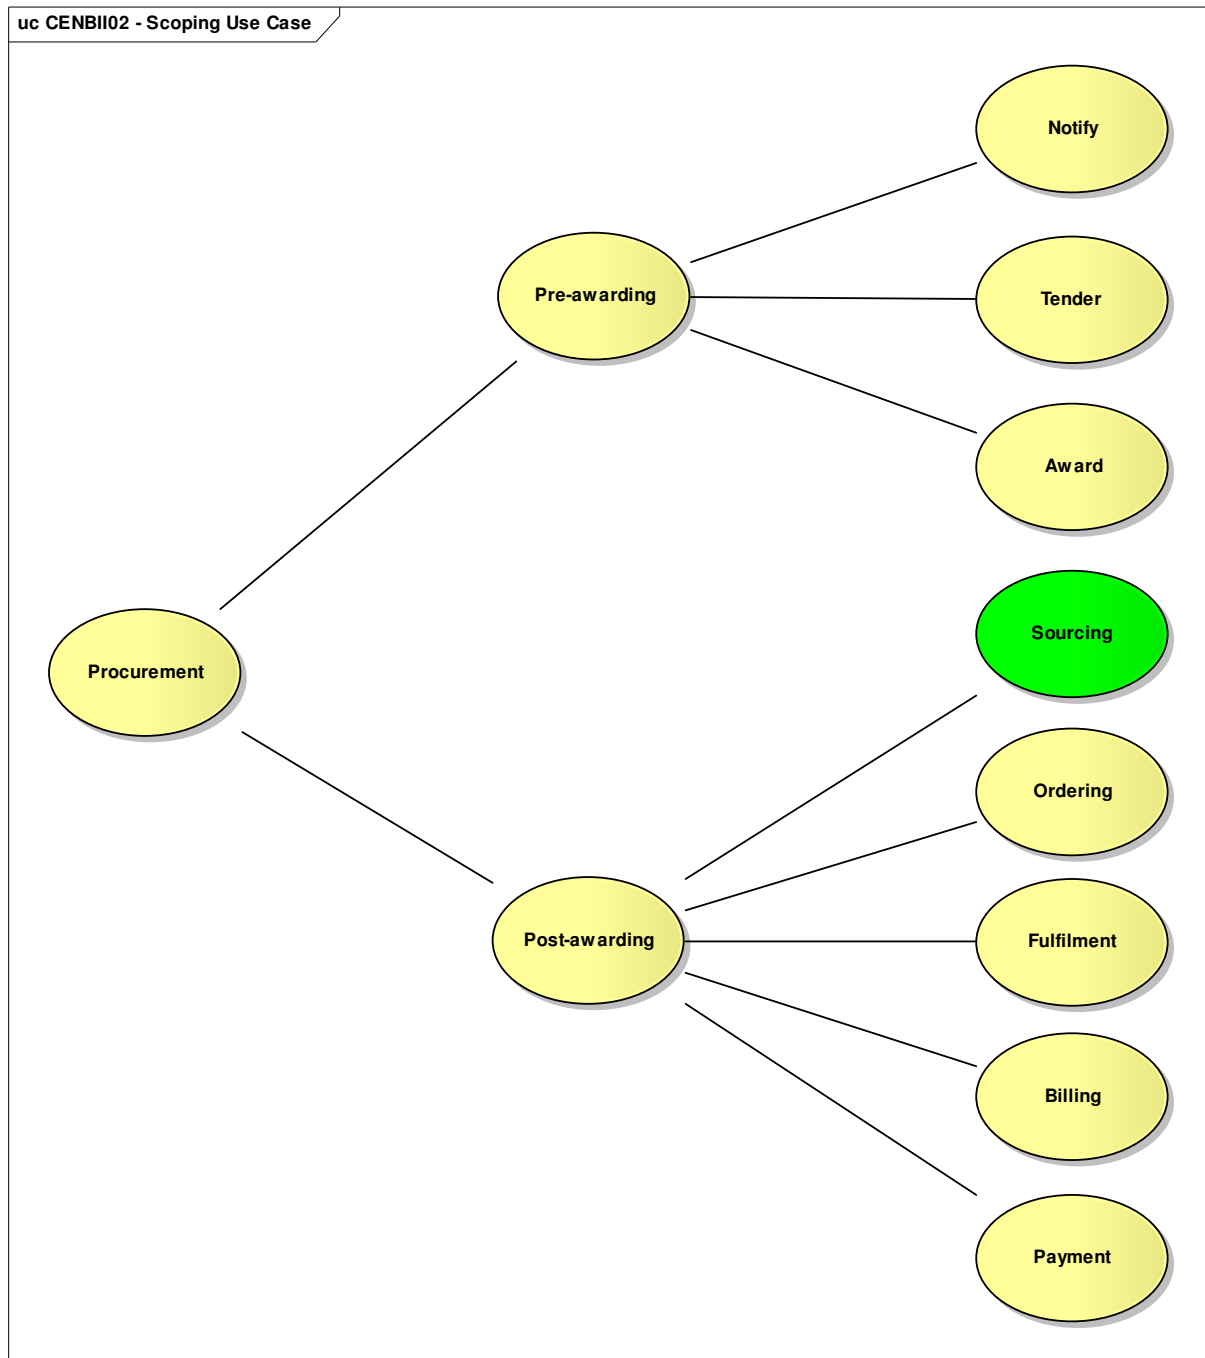 uc CENBII02 - Scoping Use Case
Notify
Pre-awarding
Tender
Award
Sourcing
Procurement
Ordering
Post-awarding
Fulfilment
Billing
Payment